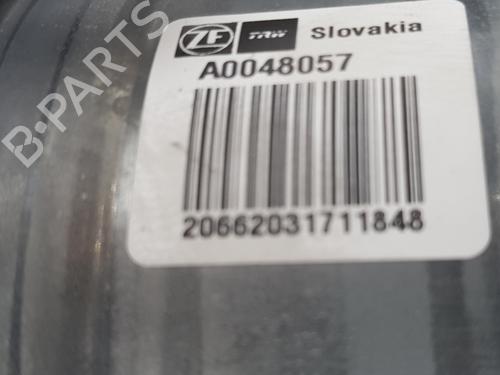 ZF TRW Slovakia
A0048057
20662031711848
B-PARTS